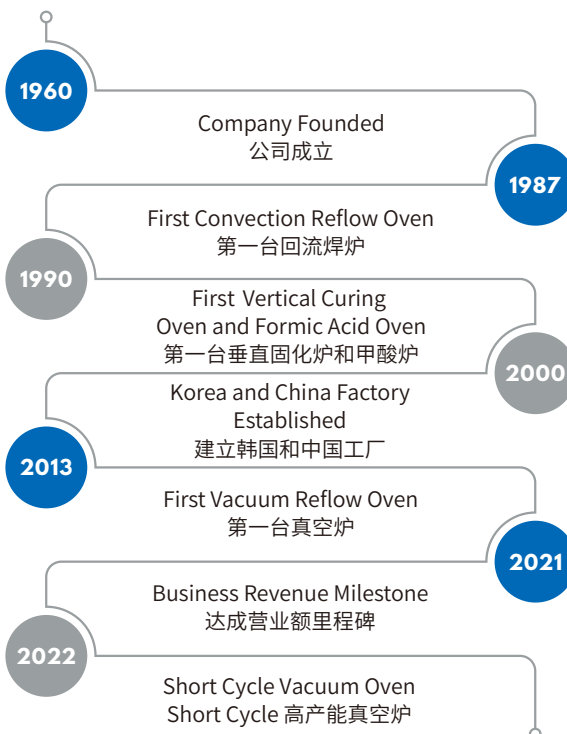 1960
Company Founded
公司成立
1987
First Convection Reflow Oven
第一台回流焊炉
1990
First Vertical Curing
Oven and Formic Acid Oven
第一台垂直固化炉和甲酸炉
2000
Korea and China Factory
Established
建立韩国和中国工厂
2013
First Vacuum Reflow Oven
第一台真空炉
2021
Business Revenue Milestone
达成营业额里程碑
2022
Short Cycle Vacuum Oven
Short Cycle 高产能真空炉